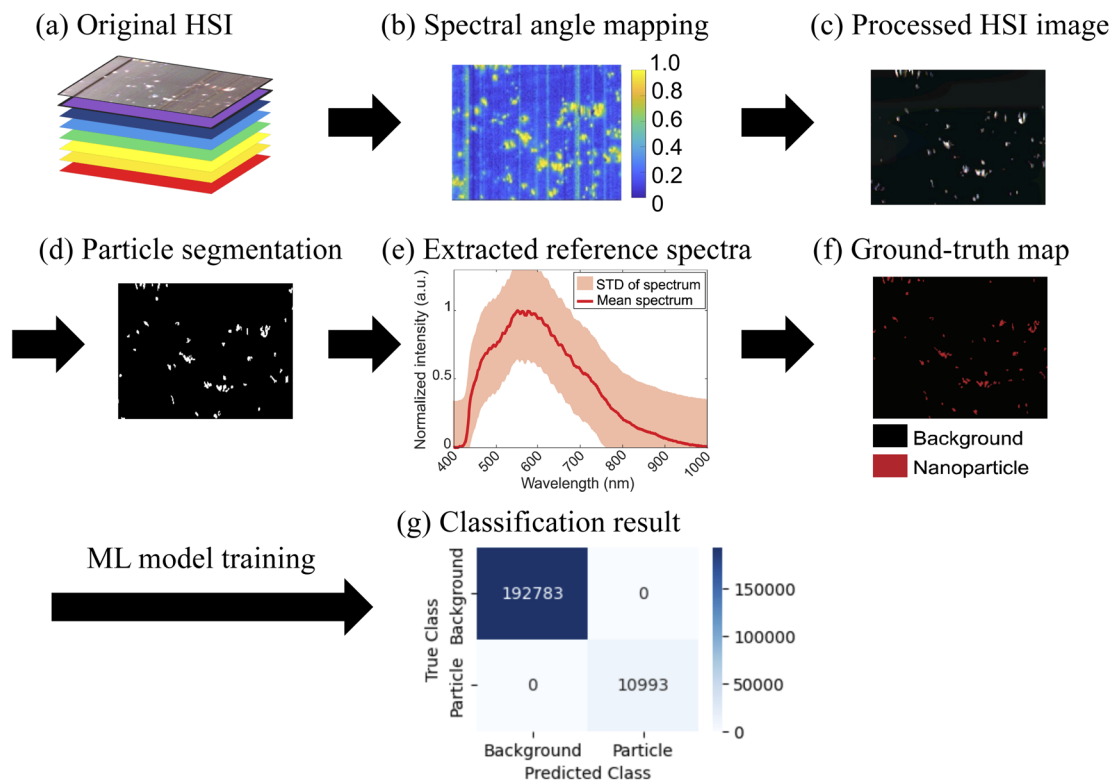 (a) Original HSI
(b) Spectral angle mapping
(c) Processed HSI image
1.0
0.8
0.6
0.4
0.2
0
(d) Particle segmentation
(e) Extracted reference spectra
(f) Ground-truth map
STD of spectrum
Mean spectrum
Normalized intensity (a.u.)
1
0.5
0
400
500
600
700
800
900
1000
Wavelength (nm)
Background
Nanoparticle
ML model training
(g) Classification result
True Class
Background
Particle
192783
0
0
10993
150000
100000
50000
0
Background
Particle
Predicted Class